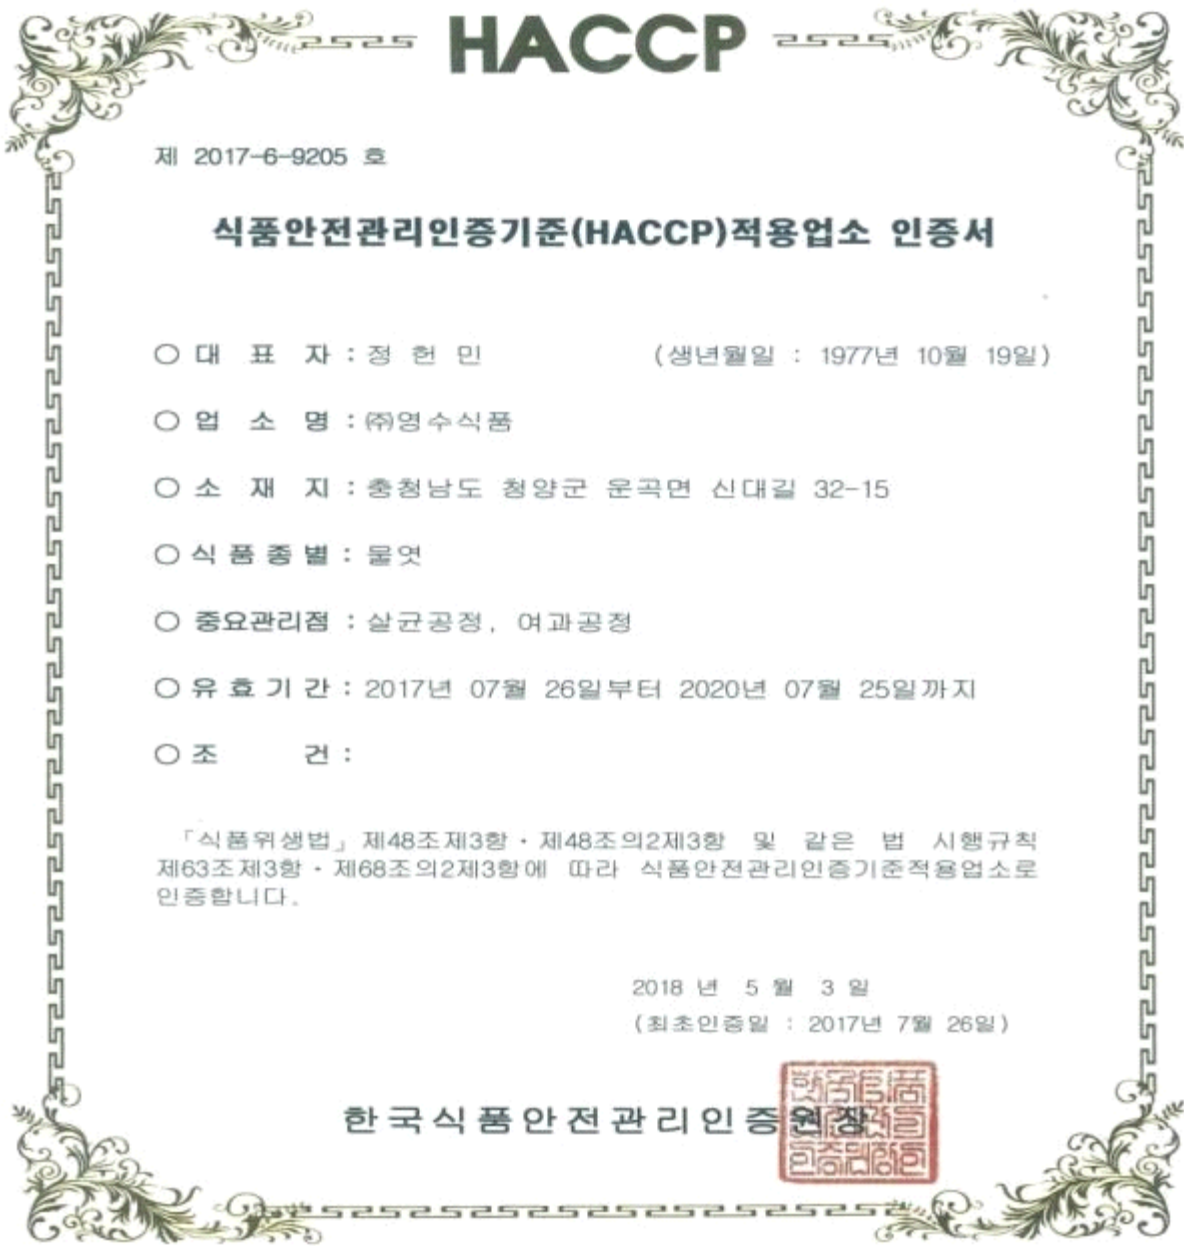 HACCP
제 2017-6-9205 호
식품안전관리인증기준(HACCP)적용업소 인증서
○ 대 표 자 : 정 헌 민 (생년월일 : 1977년 10월 19일)
○ 업 소 명 : ㈜영수식품
○ 소 재 지 : 충청남도 청양군 운곡면 신대길 32-15
○ 식 품 종 별 : 물엿
○ 중요관리점 : 살균공정, 여과공정
○ 유 효 기 간 : 2017년 07월 26일부터 2020년 07월 25일까지
○ 조 건 :
「식품위생법」 제48조제3항ㆍ제48조의2제3항 및 같은 법 시행규칙
제63조제3항ㆍ제68조의2제3항에 따라 식품안전관리인증기준적용업소로
인증합니다.
2018 년 5 월 3 일
(최초인증일 : 2017년 7월 26일)
한국식품안전관리인증원장